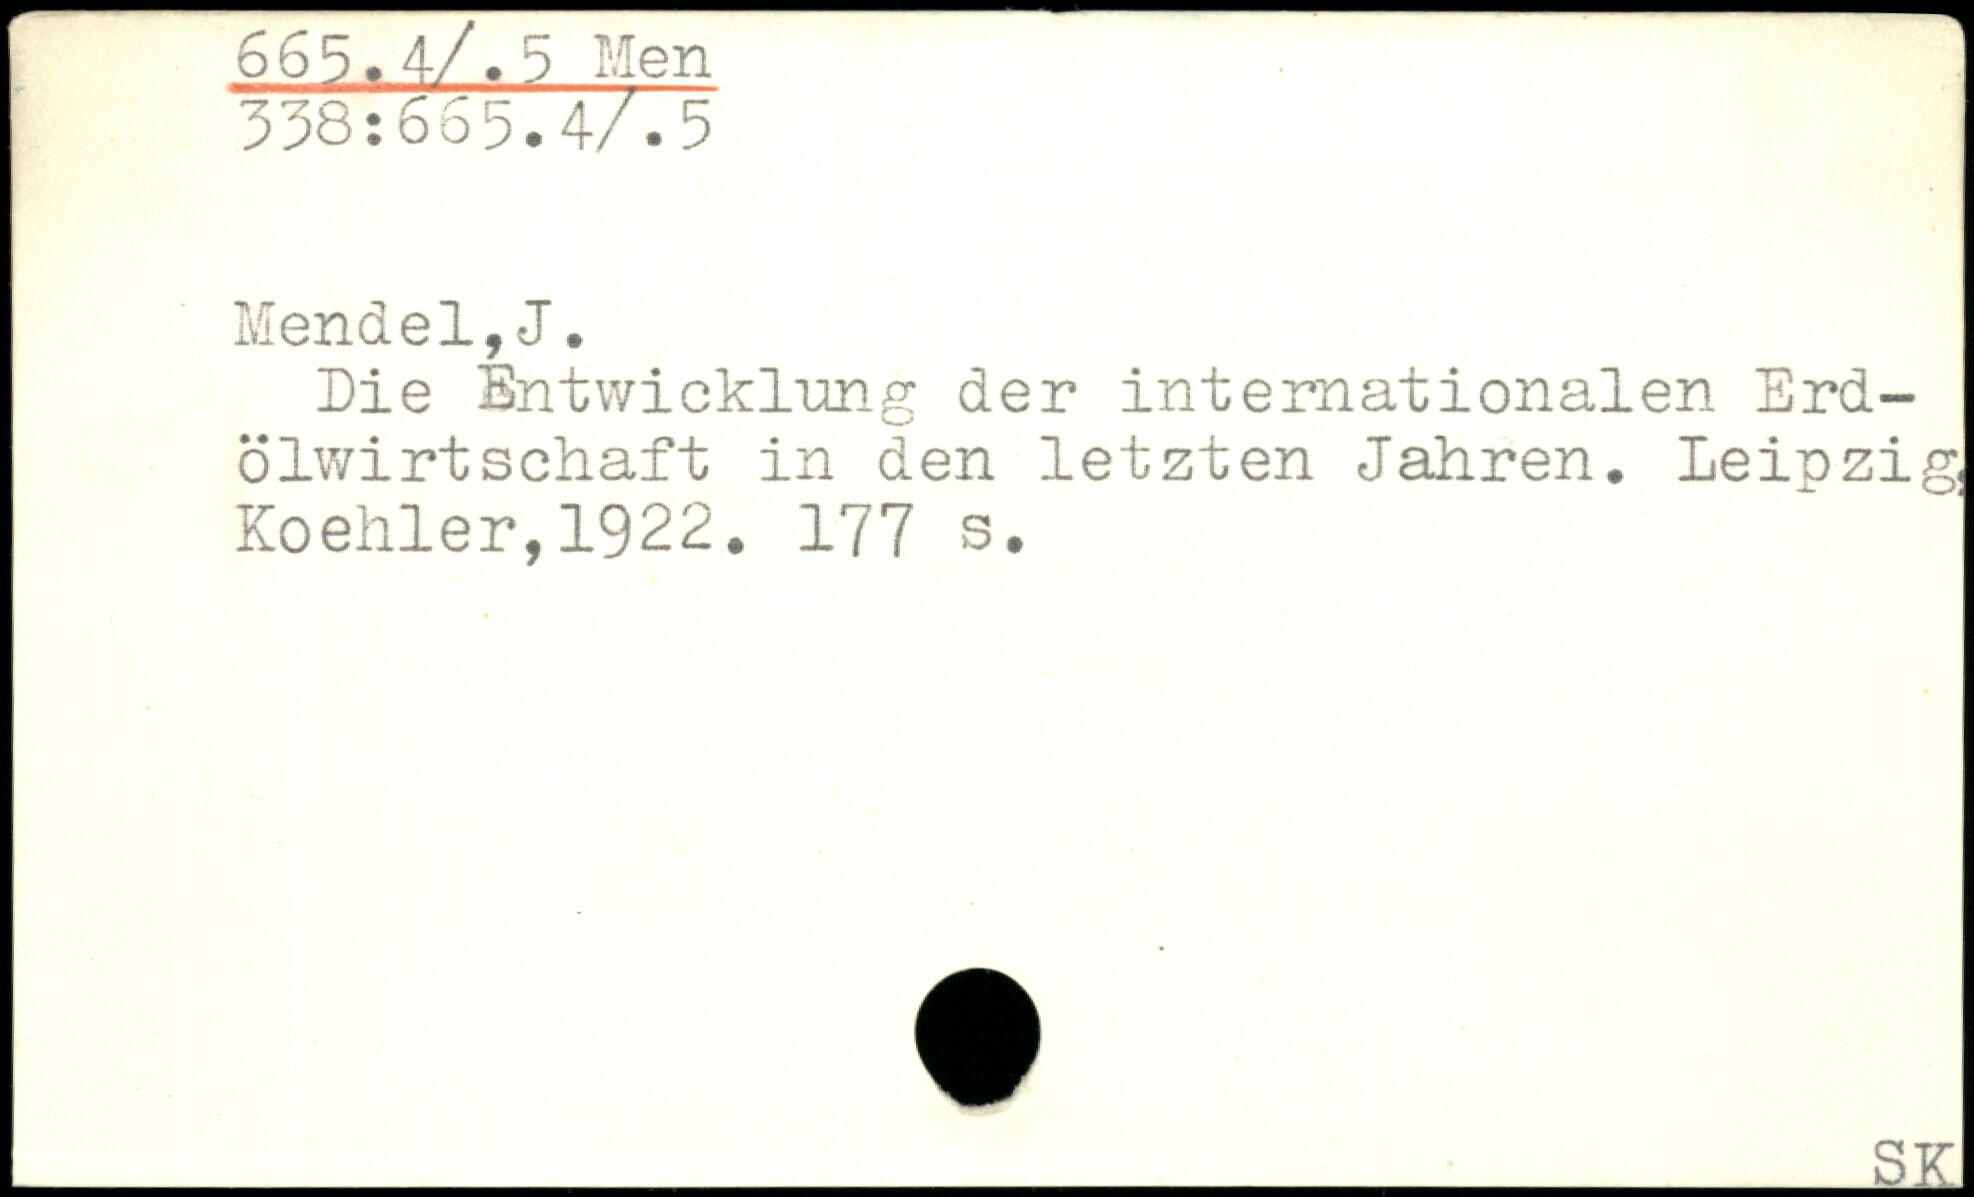 665.4/.5 Men
338:665.4/.5
Mendel,J.
Die Entwicklung der internationalen Erd-
ölwirtschaft in den letzten Jahren. Leipzig,
Koehler,1922. 177 s.
SK